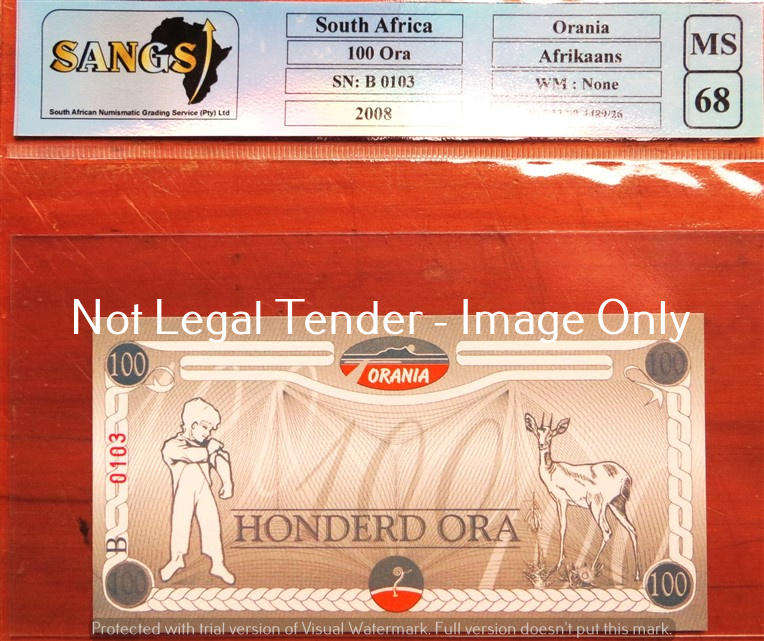 SANGS
South African Numismatic Grading Service (Pty) Ltd
South Africa
100 Ora
SN: B 0103
2008
Orania
Afrikaans
WM : None
MS
68
Not Legal Tender - Image Only
100
ORANIA
100
100
B 0103
HONDERD ORA
100
100
Protected with trial version of Visual Watermark. Full version doesn't put this mark.